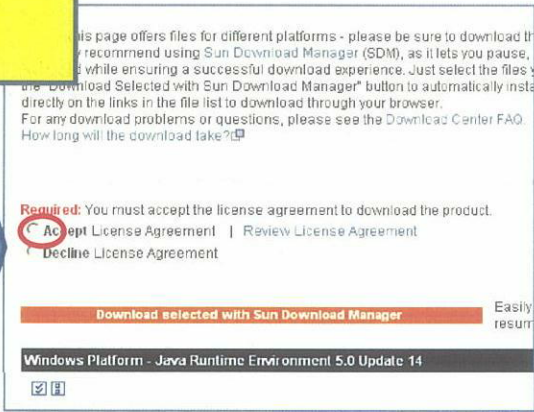 is page offers files for different platforms - please be sure to download th
recommend using Sun Download Manager (SDM), as it lets you pause,
while ensuring a successful download experience. Just select the files y
the "Download Selected with Sun Download Manager" button to automatically insta
directly on the links in the file list to download through your browser.
For any download problems or questions, please see the Download Center FAQ.
How long will the download take?
Required: You must accept the license agreement to download the product.
Accept License Agreement | Review License Agreement
Decline License Agreement
Download selected with Sun Download Manager
Easily
resum
Windows Platform - Java Runtime Environment 5.0 Update 14